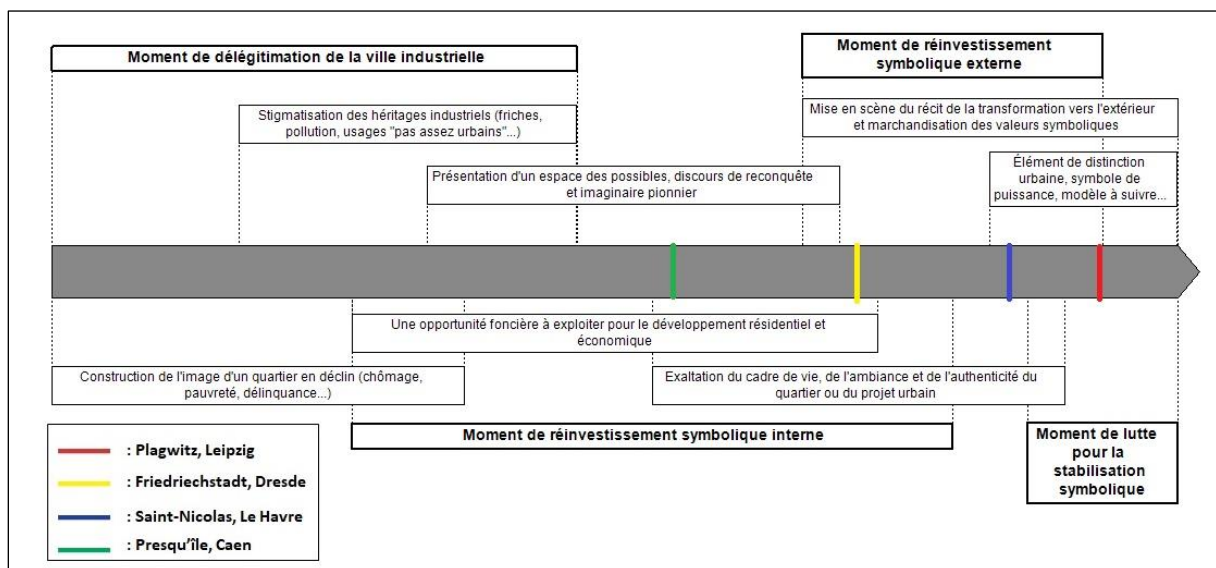 Moment de délégitimation de la ville industrielle
Moment de réinvestissement
symbolique externe
Stigmatisation des héritages industriels (friches,
pollution, usages "pas assez urbains"...)
Mise en scène du récit de la transformation vers l'extérieur
et marchandisation des valeurs symboliques
Présentation d'un espace des possibles, discours de reconquête
et imaginaire pionnier
Élément de distinction
urbaine, symbole de
puissance, modèle à suivre...
Une opportunité foncière à exploiter pour le développement résidentiel et
économique
Construction de l'image d'un quartier en déclin (chômage,
pauvreté, délinquance...)
Exaltation du cadre de vie, de l'ambiance et de l'authenticité du
quartier ou du projet urbain
Moment de réinvestissement symbolique interne
Moment de lutte
pour la
stabilisation
symbolique
: Plagwitz, Leipzig
: Friedriechstadt, Dresde
: Saint-Nicolas, Le Havre
: Presqu'île, Caen